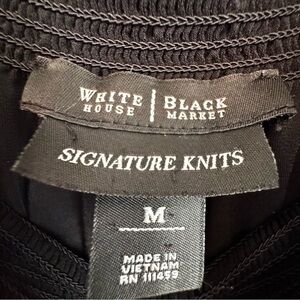 WHITE HOUSE | BLACK MARKET
SIGNATURE KNITS
M
MADE IN
VIETNAM
RN 111459